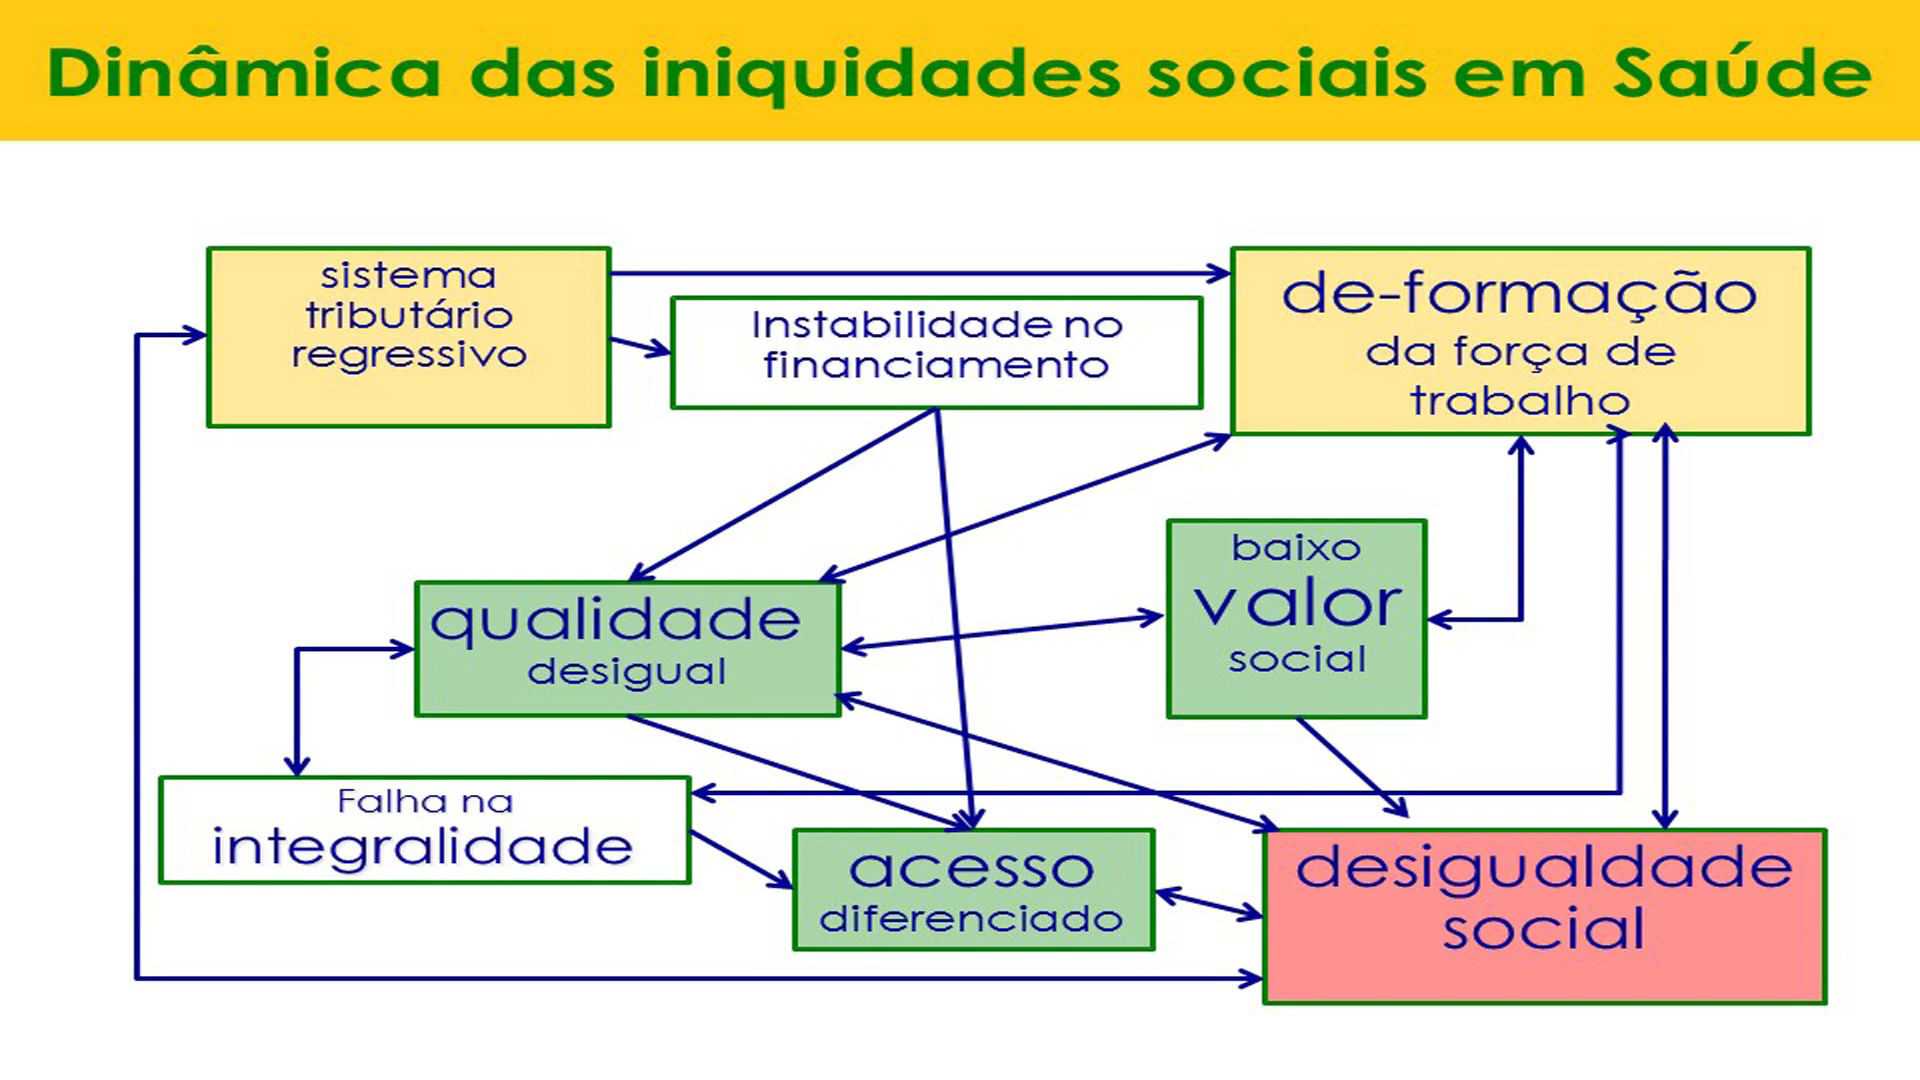 Dinâmica das iniquidades sociais em Saúde
sistema
tributário
regressivo
Instabilidade no
financiamento
de-formação
da força de
trabalho
qualidade
desigual
baixo
valor
social
Falha na
integralidade
acesso
diferenciado
desigualdade
social